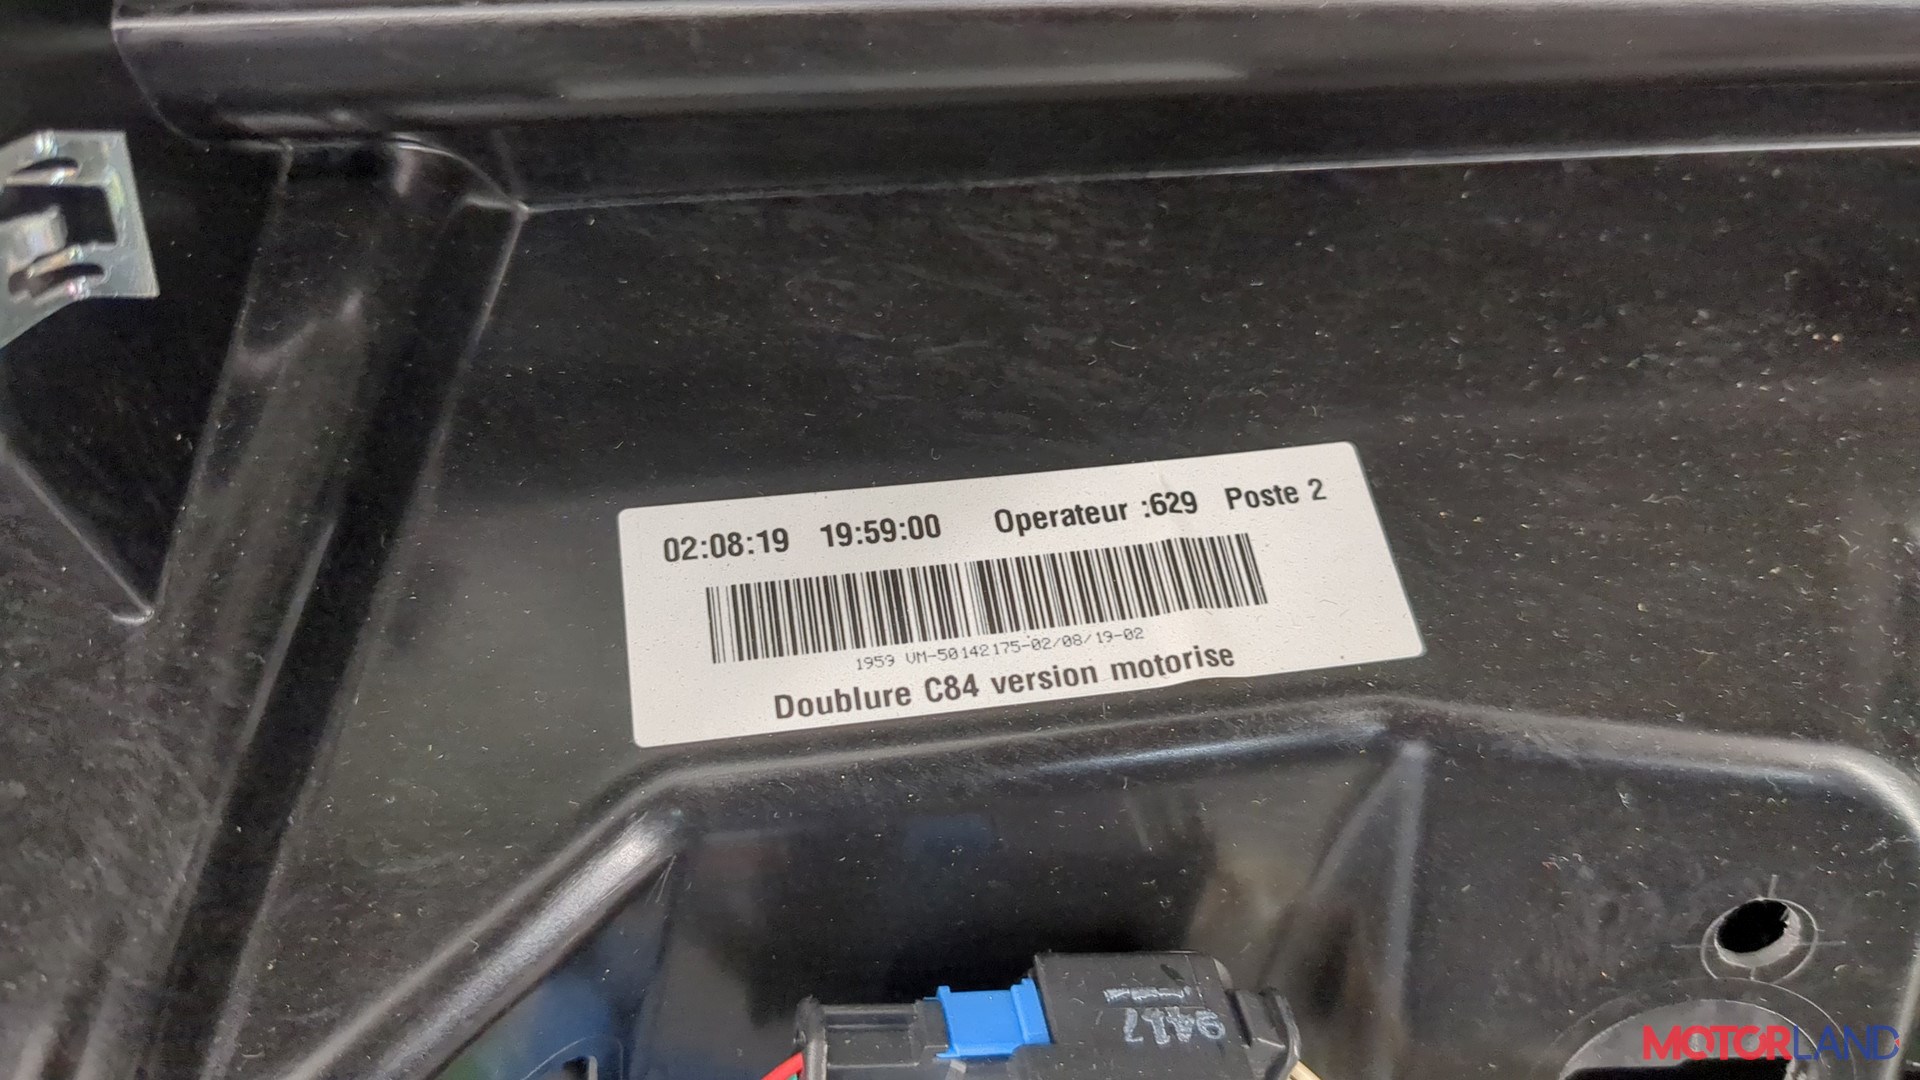 02:08:19 19:59:00 Operateur :629 Poste 2
1959 VM-50142175-02/08/19-02
Doublure C84 version motorise
9417
MOTORLAND